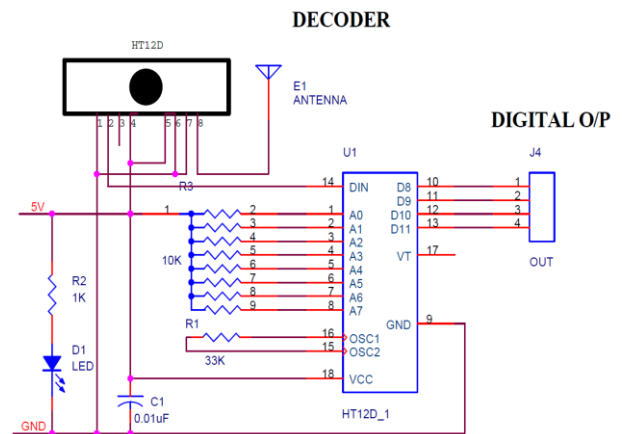 DECODER
HT12D
1 2 3 4 5 6 7 8
E1
ANTENNA
DIGITAL O/P
U1
J4
R3
14 DIN D8 10 1
D9 11 2
5V 1 2 1 A0 D10 12 3
3 2 A1 D11 13 4
4 3 A2
10K 5 4 A3 VT 17
6 5 A4 OUT
7 6 A5
8 7 A6
9 8 A7 GND 9
R2
1K
R1
33K
16 OSC1
15 OSC2
D1
LED
18 VCC
C1
0.01uF
HT12D_1
GND